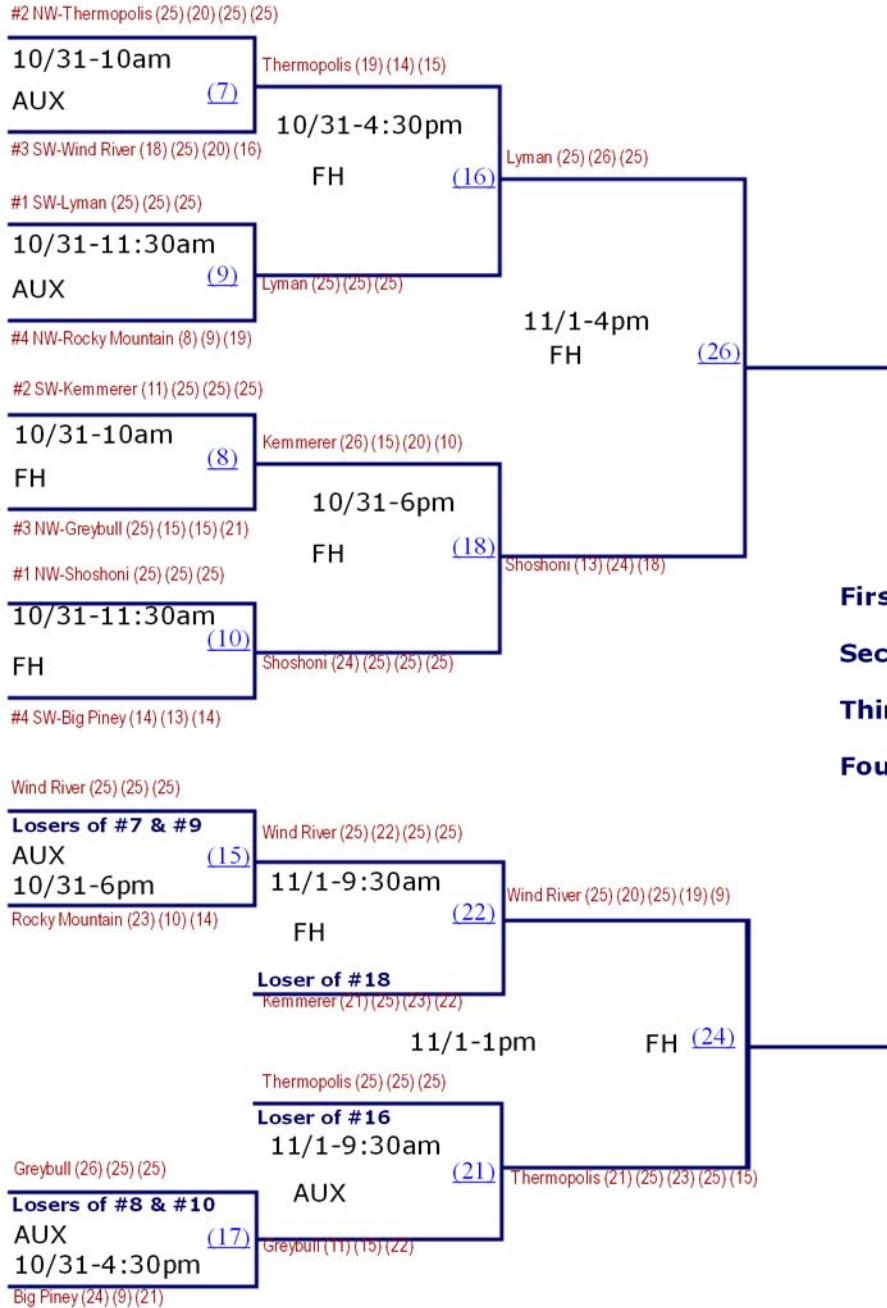 #2 NW-Thermopolis (25) (20) (25) (25)
10/31-10am
AUX
(7)
#3 SW-Wind River (18) (25) (20) (16)
Thermopolis (19) (14) (15)
10/31-4:30pm
FH
(16)
#1 SW-Lyman (25) (25) (25)
10/31-11:30am
AUX
(9)
#4 NW-Rocky Mountain (8) (9) (19)
Lyman (25) (25) (25)
Lyman (25) (26) (25)
11/1-4pm
FH
(26)
#2 SW-Kemmerer (11) (25) (25) (25)
10/31-10am
FH
(8)
#3 NW-Greybull (25) (15) (15) (21)
Kemmerer (26) (15) (20) (10)
10/31-6pm
FH
(18)
#1 NW-Shoshoni (25) (25) (25)
10/31-11:30am
FH
(10)
#4 SW-Big Piney (14) (13) (14)
Shoshoni (24) (25) (25) (25)
Shoshoni (13) (24) (18)
Firs
Sec
Thir
Fou
Wind River (25) (25) (25)
Losers of #7 & #9
AUX
10/31-6pm
(15)
Rocky Mountain (23) (10) (14)
Wind River (25) (22) (25) (25)
11/1-9:30am
FH
(22)
Loser of #18
Kemmerer (21) (25) (23) (22)
Wind River (25) (20) (25) (19) (9)
11/1-1pm
FH
(24)
Thermopolis (25) (25) (25)
Loser of #16
11/1-9:30am
AUX
(21)
Thermopolis (21) (25) (23) (25) (15)
Greybull (26) (25) (25)
Losers of #8 & #10
AUX
10/31-4:30pm
(17)
Greybull (11) (15) (22)
Big Piney (24) (9) (21)